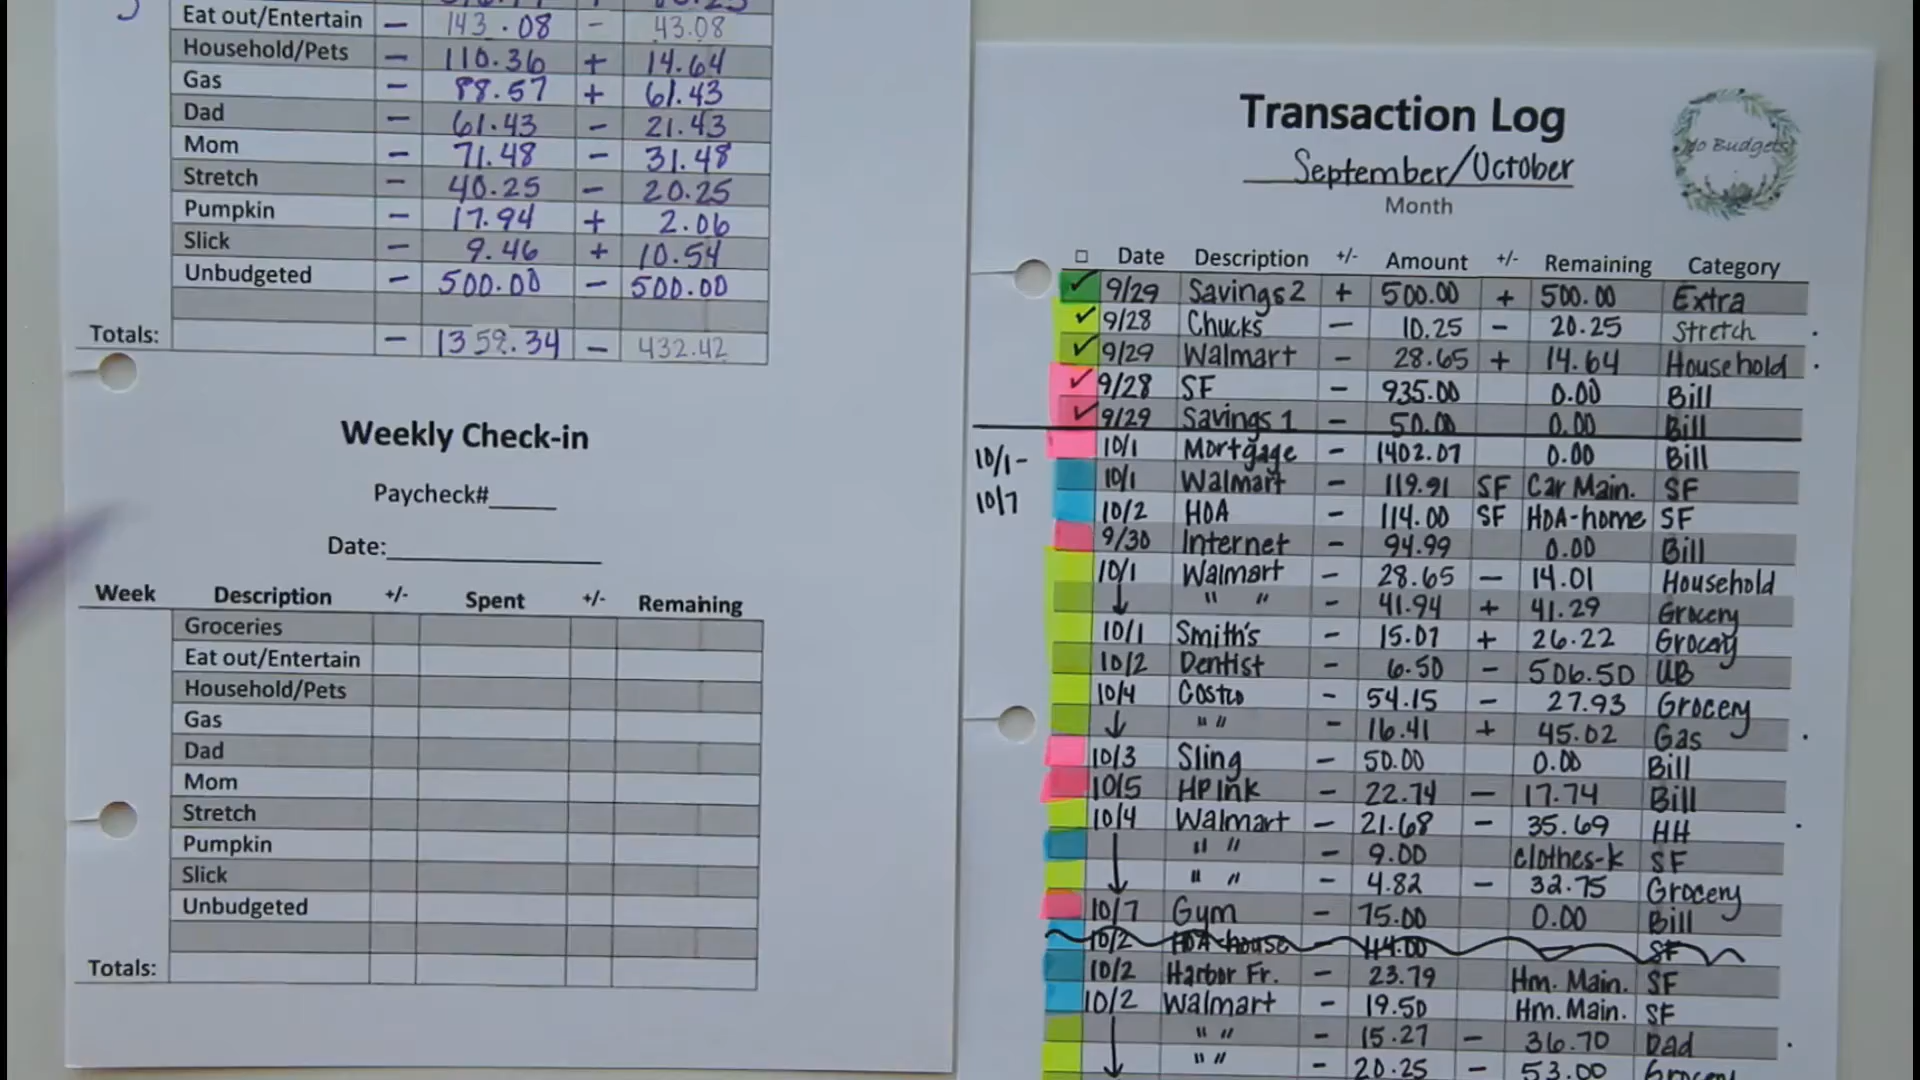 Eat out/Entertain — 143.08 - 43.08
Household/Pets — 110.36 + 14.64
Gas — 88.57 + 61.43
Dad — 61.43 - 21.43
Mom — 71.48 - 31.48
Stretch — 40.25 - 20.25
Pumpkin — 17.94 + 2.06
Slick — 9.46 + 10.54
Unbudgeted — 500.00 - 500.00
Totals: — 1359.34 - 432.42
Weekly Check-in
Paycheck#_____
Date:____________________
Week Description +/- Spent +/- Remaining
Groceries
Eat out/Entertain
Household/Pets
Gas
Dad
Mom
Stretch
Pumpkin
Slick
Unbudgeted
Totals:
Transaction Log
Jo Budgets
September/October
Month
□ Date Description +/- Amount +/- Remaining Category
✓ 9/29 Savings 2 + 500.00 + 500.00 Extra
✓ 9/28 Chucks — 10.25 - 20.25 Stretch
✓ 9/29 Walmart - 28.65 + 14.64 Household
✓ 9/28 SF - 935.00 0.00 Bill
✓ 9/29 Savings 1 - 50.00 0.00 Bill
10/1-
10/7
10/1 Mortgage - 1402.07 0.00 Bill
10/1 Walmart - 119.91 SF Car Main. SF
10/2 HOA - 114.00 SF HOA-home SF
9/30 Internet - 94.99 0.00 Bill
10/1 Walmart - 28.65 — 14.01 Household
↓ " " - 41.94 + 41.29 Grocery
10/1 Smith's - 15.07 + 26.22 Grocery
10/2 Dentist - 6.50 - 506.50 UB
10/4 Costco - 54.15 - 27.93 Grocery
↓ " " - 16.41 + 45.02 Gas
10/3 Sling - 50.00 0.00 Bill
10/5 HP Ink - 22.74 — 17.74 Bill
10/4 Walmart - 21.68 - 35.69 HH
" " - 9.00 clothes-k SF
↓ " " - 4.82 - 32.75 Grocery
10/7 Gym - 75.00 0.00 Bill
10/2 HOA-house 44.00 SF
10/2 Harbor Fr. - 23.79 Hm. Main. SF
10/2 Walmart - 19.50 Hm. Main. SF
" " - 15.27 — 36.70 Dad
↓ " " - 20.25 - 53.00 Grocery